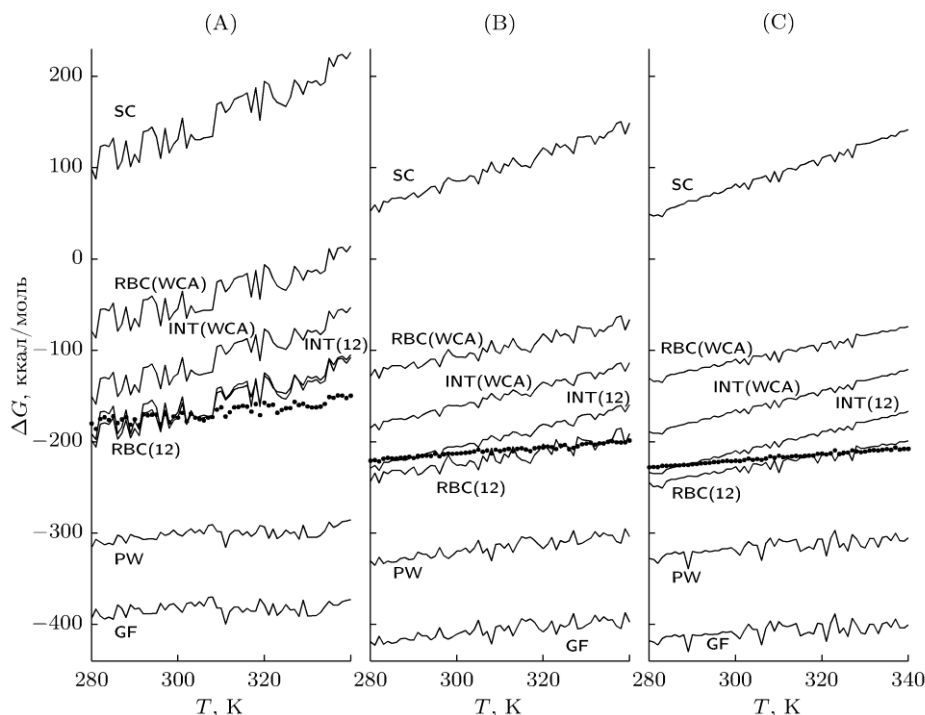 (A) (B) (C)
200
100
0
−100
−200
−300
−400
ΔG, ккал/моль
SC
RBC(WCA)
INT(WCA)
INT(12)
RBC(12)
PW
GF
SC
RBC(WCA)
INT(WCA)
INT(12)
RBC(12)
PW
GF
SC
RBC(WCA)
INT(WCA)
INT(12)
RBC(12)
PW
GF
280 300 320 280 300 320 280 300 320 340
T, К T, К T, К